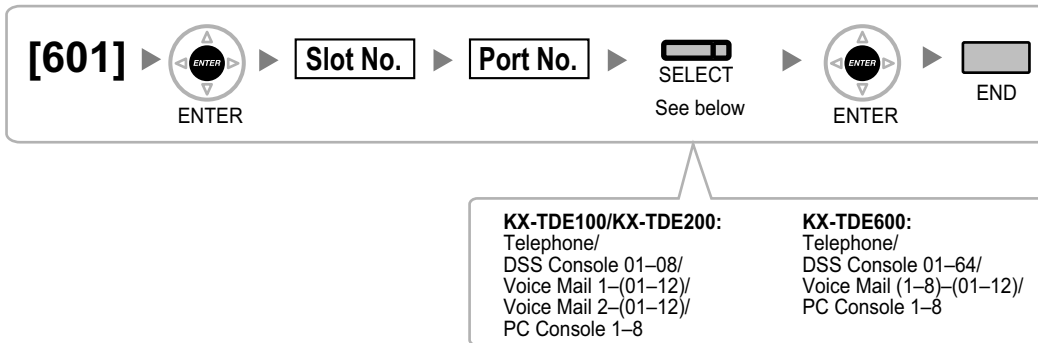 [601]
ENTER
ENTER
Slot No.
Port No.
SELECT
See below
ENTER
ENTER
END
KX-TDE100/KX-TDE200:
Telephone/
DSS Console 01–08/
Voice Mail 1–(01–12)/
Voice Mail 2–(01–12)/
PC Console 1–8
KX-TDE600:
Telephone/
DSS Console 01–64/
Voice Mail (1–8)–(01–12)/
PC Console 1–8